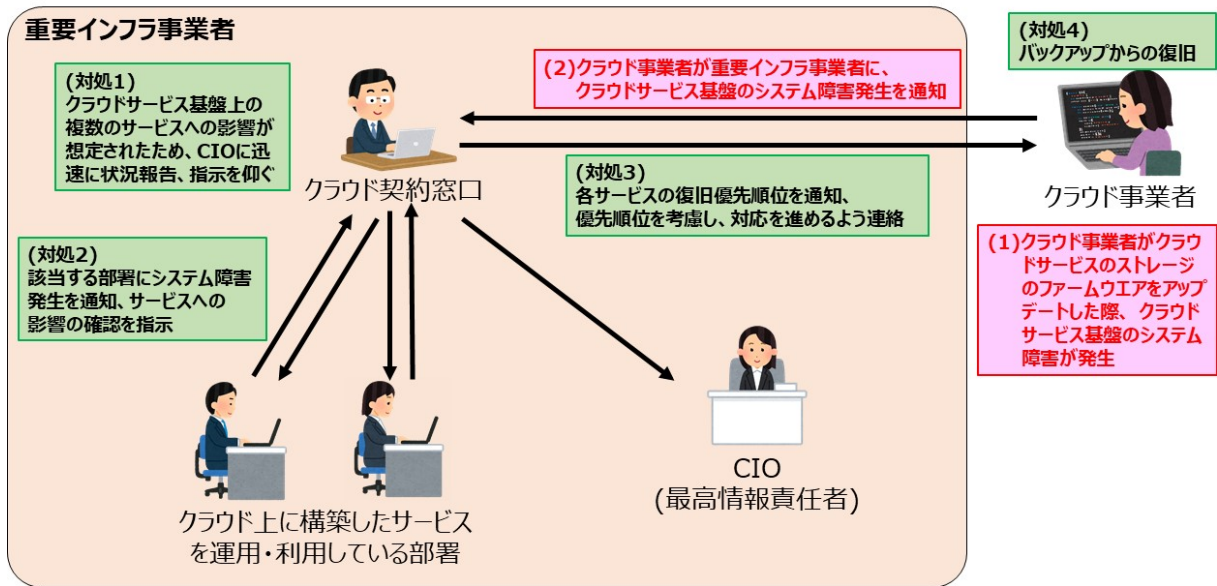 重要インフラ事業者
(対処1)
クラウドサービス基盤上の
複数のサービスへの影響が
想定されたため、CIOに迅
速に状況報告、指示を仰ぐ
クラウド契約窓口
(2)クラウド事業者が重要インフラ事業者に、
クラウドサービス基盤のシステム障害発生を通知
(対処4)
バックアップからの復旧
クラウド事業者
(対処3)
各サービスの復旧優先順位を通知、
優先順位を考慮し、対応を進めるよう連絡
(1)クラウド事業者がクラウ
ドサービスのストレージ
のファームウエアをアップ
デートした際、クラウド
サービス基盤のシステム
障害が発生
(対処2)
該当する部署にシステム障害
発生を通知、サービスへの
影響の確認を指示
クラウド上に構築したサービス
を運用・利用している部署
CIO
(最高情報責任者)